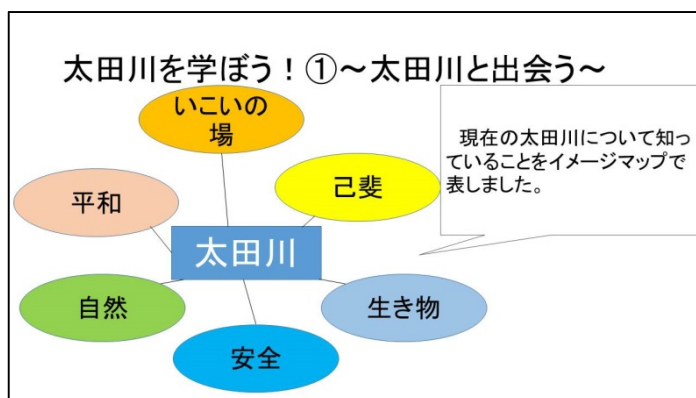 太田川を学ぼう！①～太田川と出会う～
いこいの
場
現在の太田川について知っ
ていることをイメージマップで
表しました。
己斐
平和
太田川
自然
生き物
安全